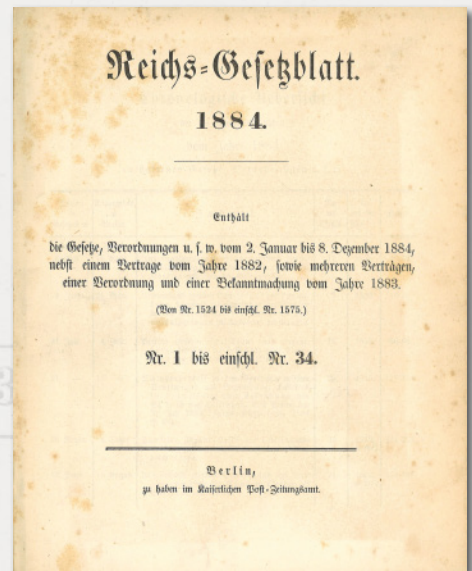 Reichs-Gesetzblatt.
1884.
Enthält
die Gesetze, Verordnungen u. s. w. vom 2. Januar bis 8. Dezember 1884,
nebst einem Vertrage vom Jahre 1882, sowie mehreren Verträgen,
einer Verordnung und einer Bekanntmachung vom Jahre 1883.
(Von Nr. 1524 bis einschl. Nr. 1575.)
Nr. 1 bis einschl. Nr. 34.
Berlin,
zu haben im Kaiserlichen Post-Zeitungsamt.